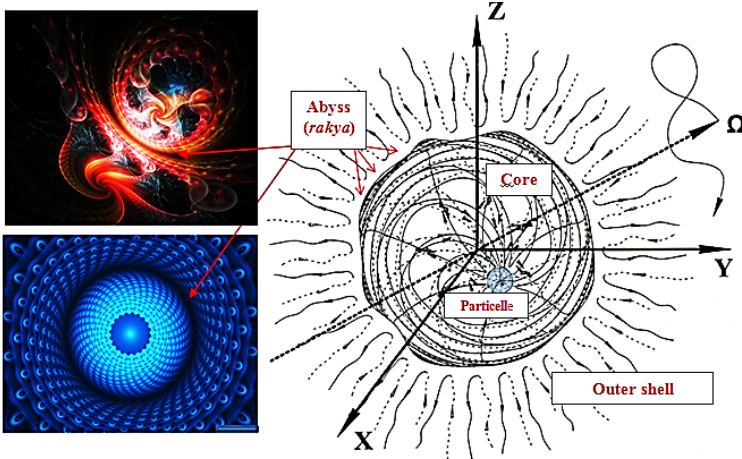 Z
Abyss
(rakya)
Ω
Core
Y
Particelle
Outer shell
X